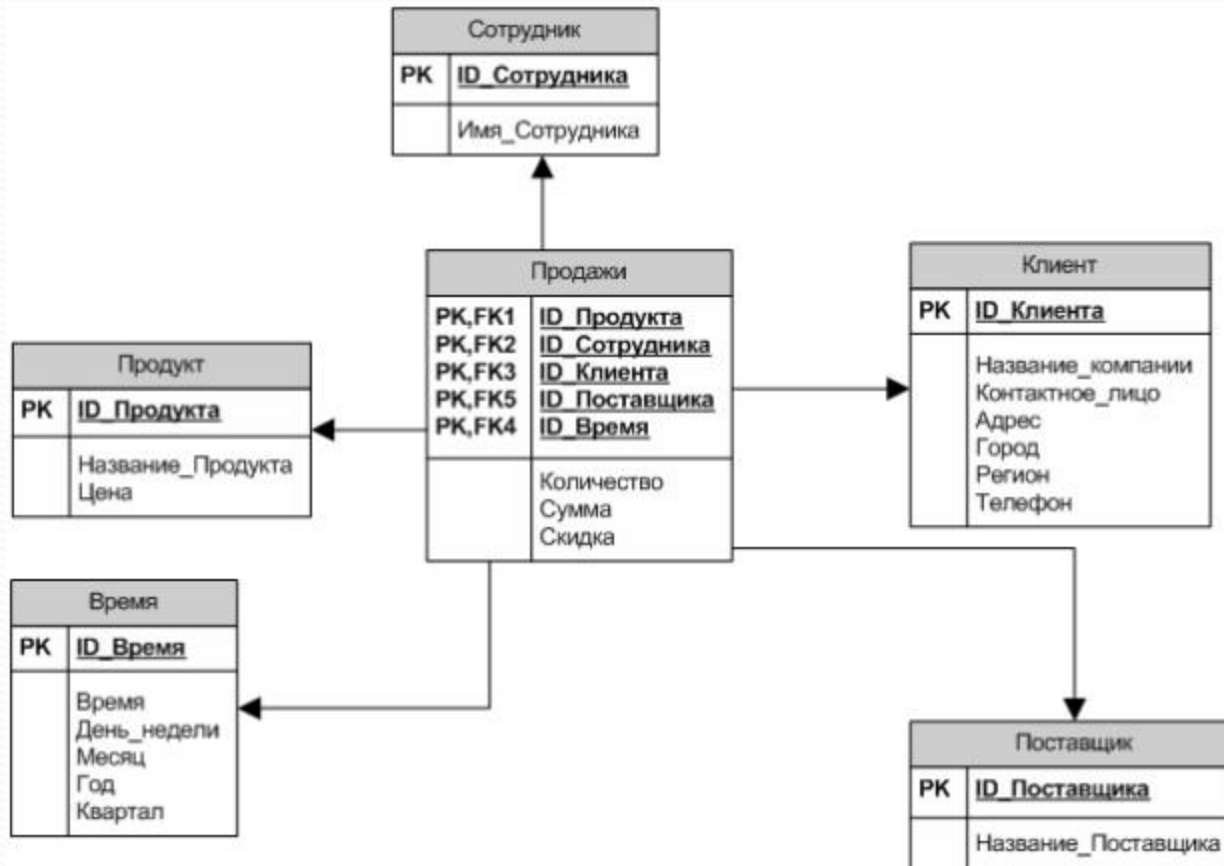 Сотрудник
PK ID_Сотрудника
Имя_Сотрудника
Продажи
PK,FK1 ID_Продукта
PK,FK2 ID_Сотрудника
PK,FK3 ID_Клиента
PK,FK5 ID_Поставщика
PK,FK4 ID_Время
Количество
Сумма
Скидка
Клиент
PK ID_Клиента
Название_компании
Контактное_лицо
Адрес
Город
Регион
Телефон
Продукт
PK ID_Продукта
Название_Продукта
Цена
Время
PK ID_Время
Время
День_недели
Месяц
Год
Квартал
Поставщик
PK ID_Поставщика
Название_Поставщика